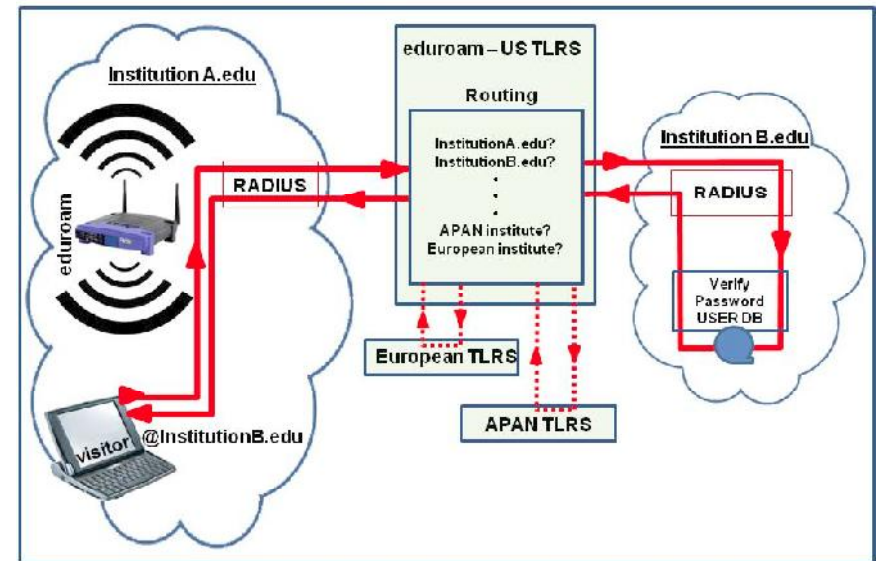 Institution A.edu
eduroam
RADIUS
visitor
@InstitutionB.edu
eduroam – US TLRS
Routing
InstitutionA.edu?
InstitutionB.edu?
APAN institute?
European institute?
European TLRS
APAN TLRS
Institution B.edu
RADIUS
Verify
Password
USER DB